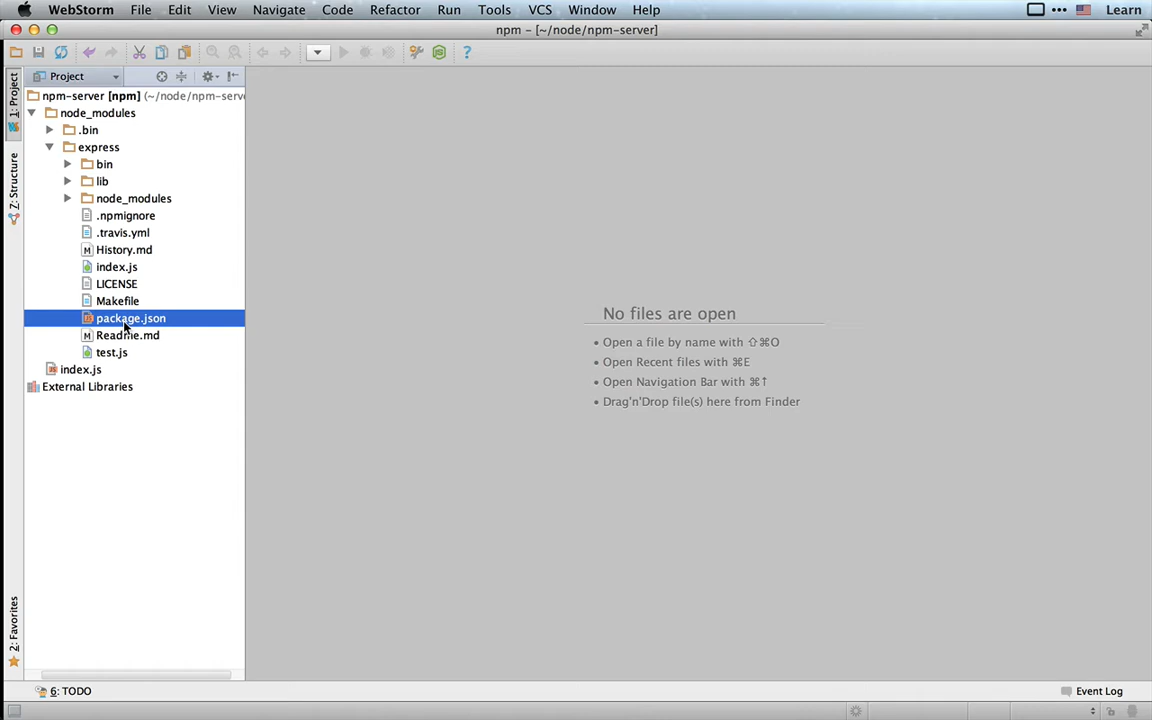 WebStorm File Edit View Navigate Code Refactor Run Tools VCS Window Help Learn
npm – [~/node/npm-server]
1: Project
Z: Structure
2: Favorites
Project
npm-server [npm] (~/node/npm-serve
node_modules
.bin
express
bin
lib
node_modules
.npmignore
.travis.yml
History.md
index.js
LICENSE
Makefile
package.json
Readme.md
test.js
index.js
External Libraries
No files are open
• Open a file by name with ⇧⌘O
• Open Recent files with ⌘E
• Open Navigation Bar with ⌘↑
• Drag'n'Drop file(s) here from Finder
6: TODO
Event Log